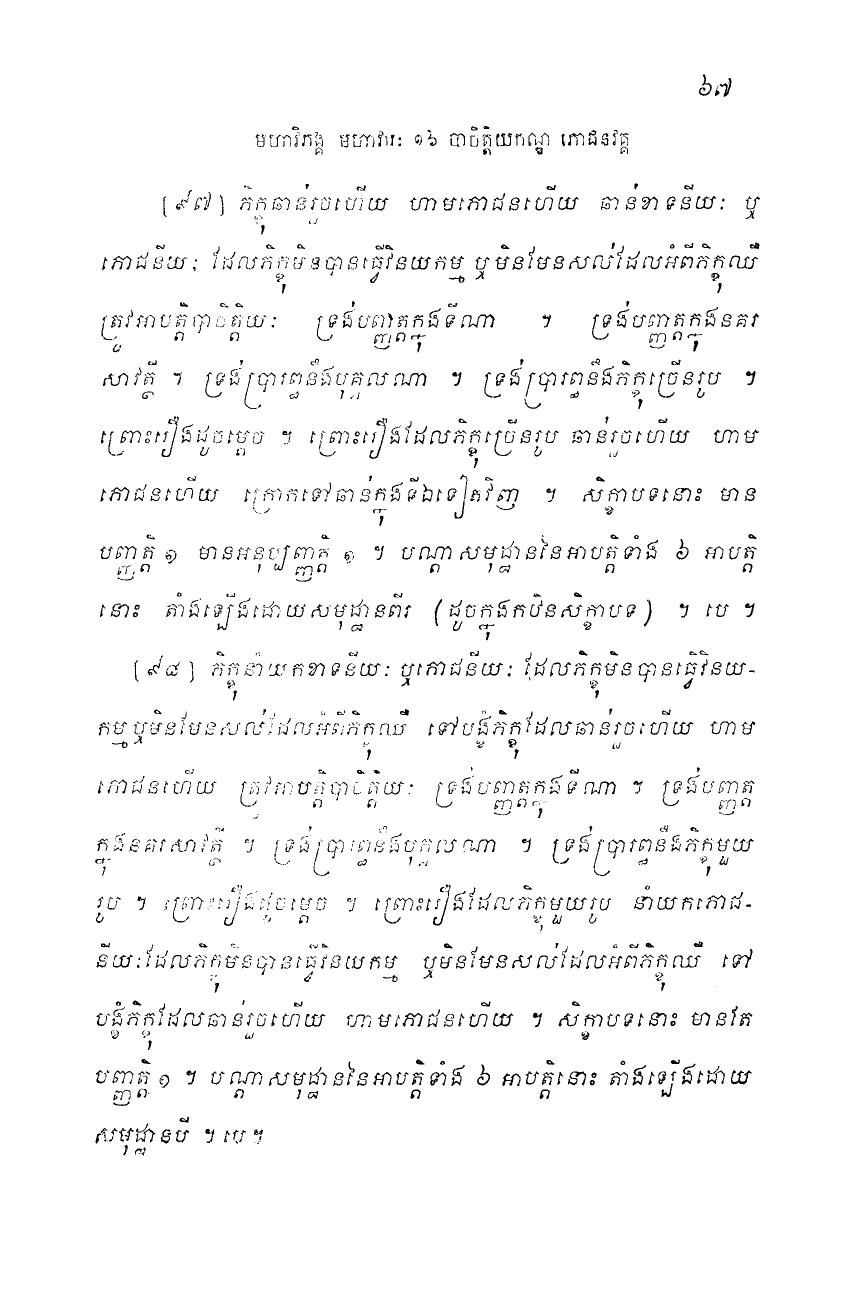 ៦៧
មហាវិភង្គ មហាវារៈ ១៦ បាចិត្តិយកណ្ឌ ភោជនវគ្គ
(៩៧) ភិក្ខុឆាន់រួចហើយ ហាមភោជនហើយ ឆាន់ខាទនីយៈ ឬ
ភោជនីយៈ ដែលភិក្ខុមិនបានធ្វើវិនយកម្ម ឬមិនមែនសល់ដែលអំពីភិក្ខុឈឺ
ត្រូវអាបត្តិបាចិត្តិយៈ ទ្រង់បញ្ញាត្តក្នុងទីណា ។ ទ្រង់បញ្ញាត្តក្នុងនគរ
សាវត្ថី ។ ទ្រង់ប្រារព្ធនឹងបុគ្គលណា ។ ទ្រង់ប្រារព្ធនឹងភិក្ខុច្រើនរូប ។
ព្រោះរឿងដូចម្តេច ។ ព្រោះរឿងដែលភិក្ខុច្រើនរូប ឆាន់រួចហើយ ហាម
ភោជនហើយ ក្រោកទៅឆាន់ក្នុងទីឯទៀតវិញ ។ សិក្ខាបទនោះ មាន
បញ្ញត្តិ ១ មានអនុប្បញ្ញត្តិ ១ ។ បណ្តាសមុដ្ឋាននៃអាបត្តិទាំង ៦ អាបត្តិ
នោះ តាំងឡើងដោយសមុដ្ឋានពីរ (ដូចក្នុងកឋិនសិក្ខាបទ) ។ បេ ។
(៩៨) ភិក្ខុនាំយកខាទនីយៈ ឬភោជនីយៈ ដែលភិក្ខុមិនបានធ្វើវិនយ-
កម្មឬមិនមែនសល់ដែលអំពីភិក្ខុឈឺ ទៅបង្ខំភិក្ខុដែលឆាន់រួចហើយ ហាម
ភោជនហើយ ត្រូវអាបត្តិបាចិត្តិយៈ ទ្រង់បញ្ញាត្តក្នុងទីណា ។ ទ្រង់បញ្ញាត្ត
ក្នុងនគរសាវត្ថី ។ ទ្រង់ប្រារព្ធនឹងបុគ្គលណា ។ ទ្រង់ប្រារព្ធនឹងភិក្ខុមួយ
រូប ។ ព្រោះរឿងដូចម្តេច ។ ព្រោះរឿងដែលភិក្ខុមួយរូប នាំយកភោជ-
នីយៈដែលភិក្ខុមិនបានធ្វើវិនយកម្ម ឬមិនមែនសល់ដែលអំពីភិក្ខុឈឺ ទៅ
បង្ខំភិក្ខុដែលឆាន់រួចហើយ ហាមភោជនហើយ ។ សិក្ខាបទនោះ មានតែ
បញ្ញត្តិ ១ ។ បណ្តាសមុដ្ឋាននៃអាបត្តិទាំង ៦ អាបត្តិនោះ តាំងឡើងដោយ
សមុដ្ឋានបី ។ បេ ។